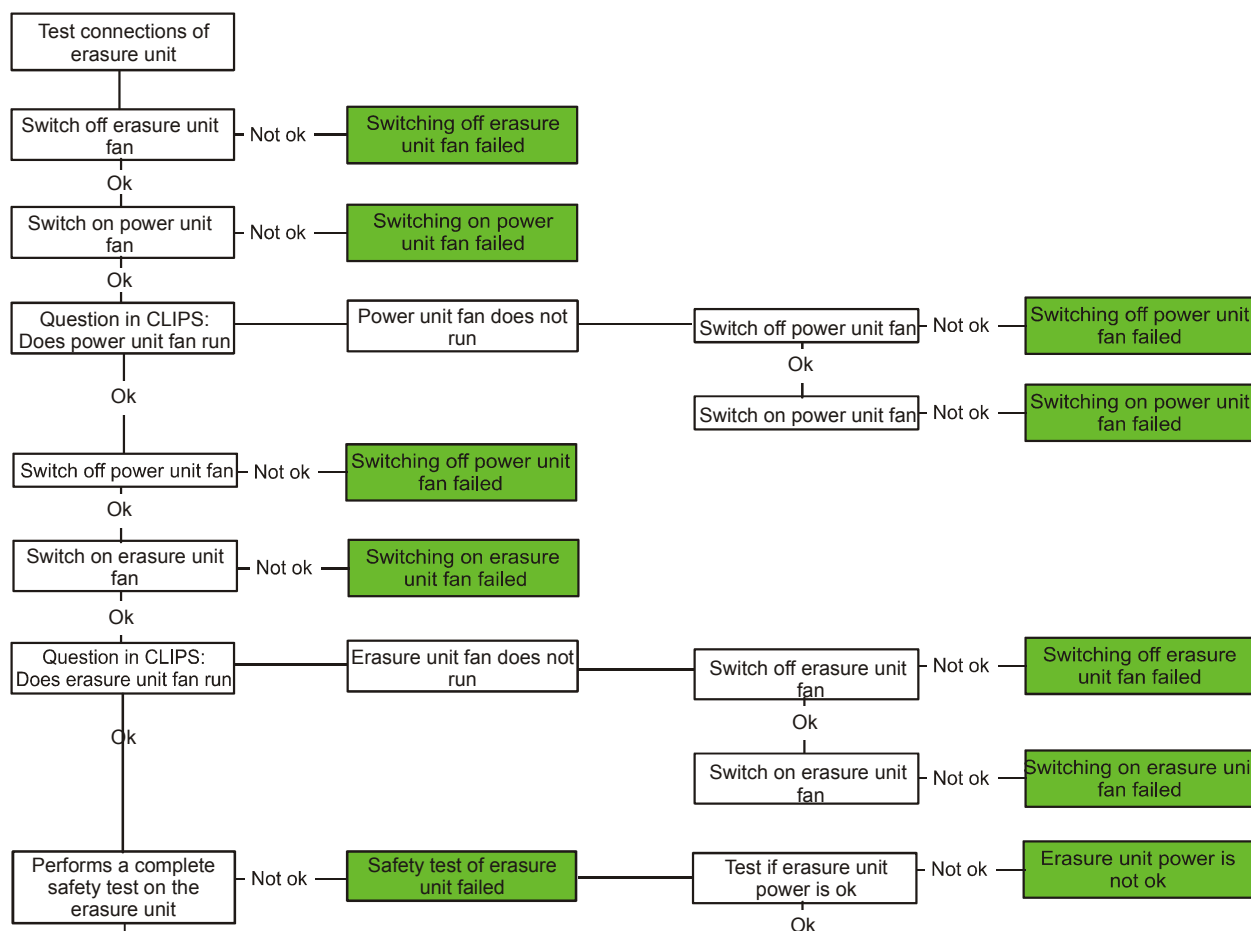 Test connections of
erasure unit
Switch off erasure unit
fan
Not ok
Switching off erasure
unit fan failed
Ok
Switch on power unit
fan
Not ok
Switching on power
unit fan failed
Ok
Question in CLIPS:
Does power unit fan run
Power unit fan does not
run
Switch off power unit fan
Not ok
Switching off power unit
fan failed
Ok
Ok
Switch on power unit fan
Not ok
Switching on power unit
fan failed
Switch off power unit fan
Not ok
Switching off power unit
fan failed
Ok
Switch on erasure unit
fan
Not ok
Switching on erasure
unit fan failed
Ok
Question in CLIPS:
Does erasure unit fan run
Erasure unit fan does not
run
Switch off erasure unit
fan
Not ok
Switching off erasure
unit fan failed
Ok
Ok
Switch on erasure unit
fan
Not ok
Switching on erasure unit
fan failed
Performs a complete
safety test on the
erasure unit
Not ok
Safety test of erasure
unit failed
Test if erasure unit
power is ok
Not ok
Erasure unit power is
not ok
Ok